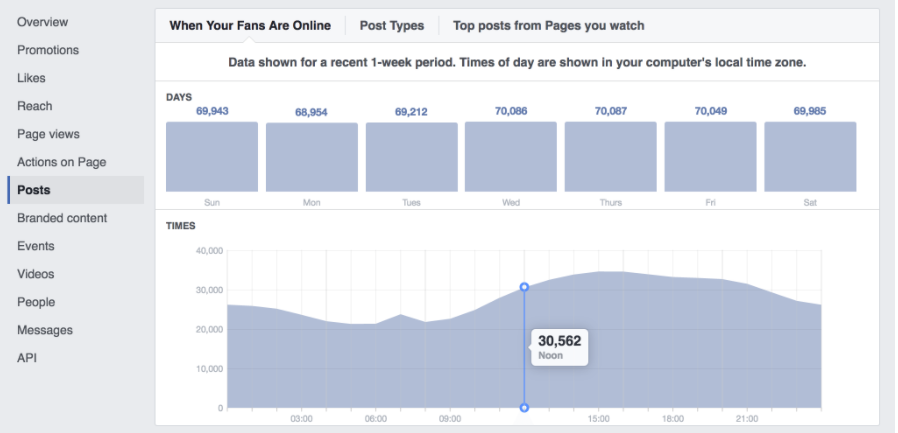 Overview
Promotions
Likes
Reach
Page views
Actions on Page
Posts
Branded content
Events
Videos
People
Messages
API
When Your Fans Are Online Post Types Top posts from Pages you watch
Data shown for a recent 1-week period. Times of day are shown in your computer's local time zone.
DAYS
69,943 68,954 69,212 70,086 70,087 70,049 69,985
Sun Mon Tues Wed Thurs Fri Sat
TIMES
40,000
30,000
20,000
10,000
0
30,562
Noon
03:00 06:00 09:00 15:00 18:00 21:00